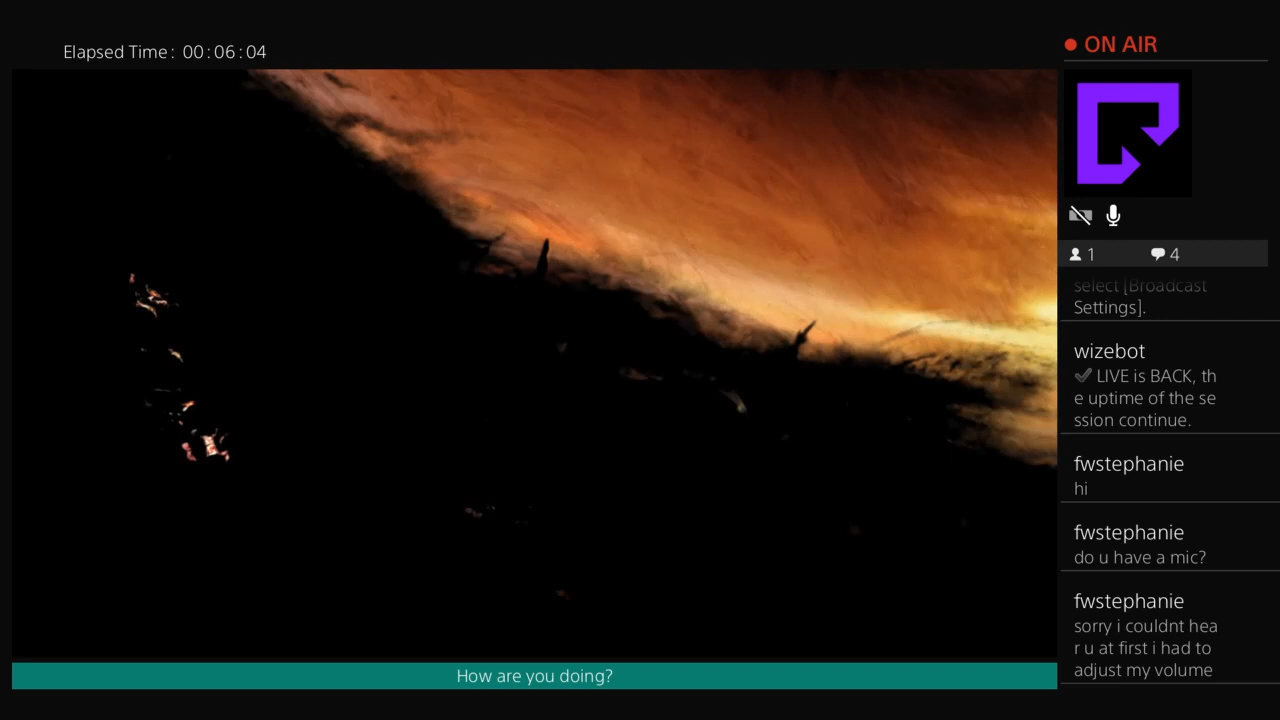 Elapsed Time: 00:06:04
ON AIR
1 4
select [Broadcast
Settings].
wizebot
✔ LIVE is BACK, th
e uptime of the se
ssion continue.
fwstephanie
hi
fwstephanie
do u have a mic?
fwstephanie
sorry i couldnt hea
r u at first i had to
adjust my volume
How are you doing?